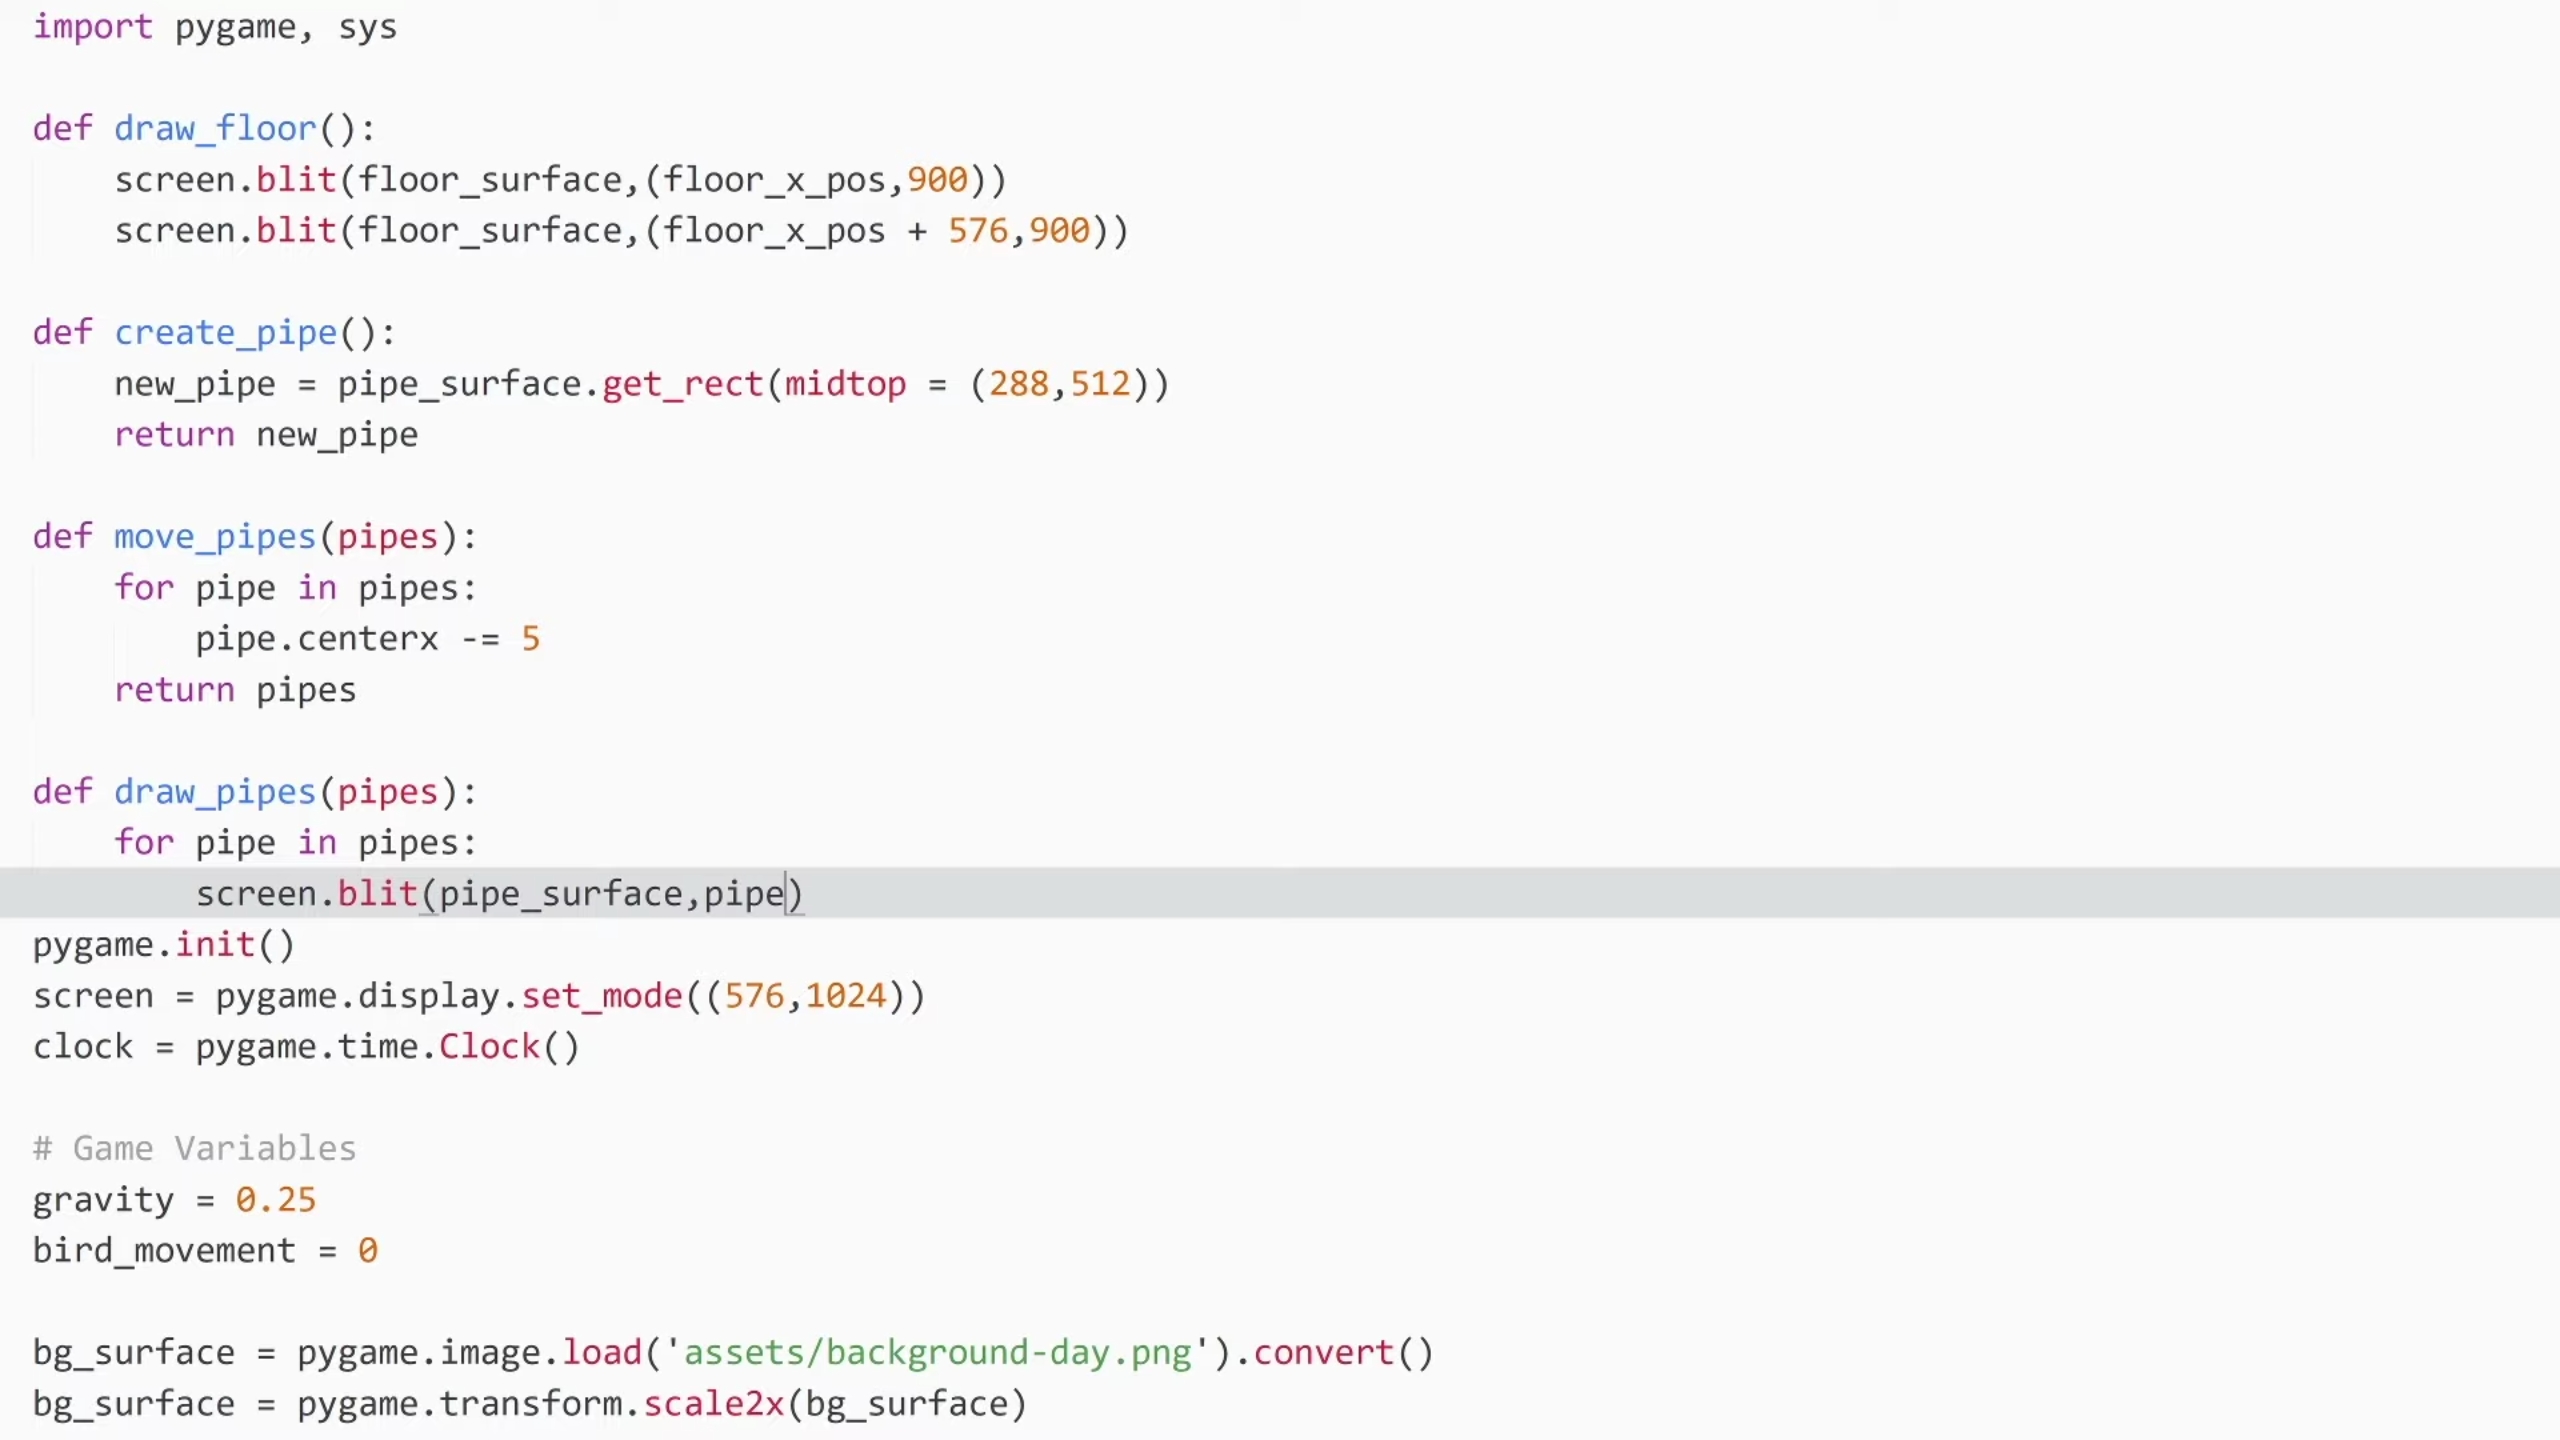 import pygame, sys
def draw_floor():
    screen.blit(floor_surface,(floor_x_pos,900))
    screen.blit(floor_surface,(floor_x_pos + 576,900))
def create_pipe():
    new_pipe = pipe_surface.get_rect(midtop = (288,512))
    return new_pipe
def move_pipes(pipes):
    for pipe in pipes:
        pipe.centerx -= 5
    return pipes
def draw_pipes(pipes):
    for pipe in pipes:
        screen.blit(pipe_surface,pipe)
pygame.init()
screen = pygame.display.set_mode((576,1024))
clock = pygame.time.Clock()
# Game Variables
gravity = 0.25
bird_movement = 0
bg_surface = pygame.image.load('assets/background-day.png').convert()
bg_surface = pygame.transform.scale2x(bg_surface)